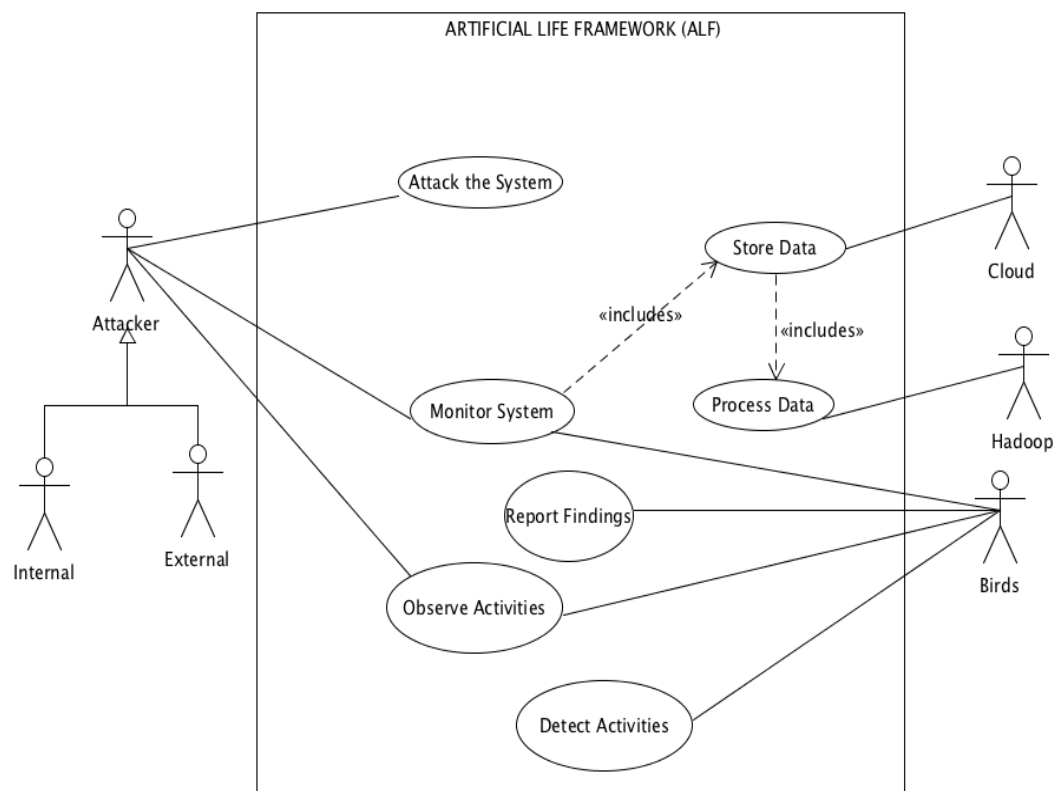 ARTIFICIAL LIFE FRAMEWORK (ALF)
Attack the System
Store Data
Cloud
Attacker
«includes»
«includes»
Monitor System
Process Data
Hadoop
Report Findings
Internal
External
Observe Activities
Birds
Detect Activities